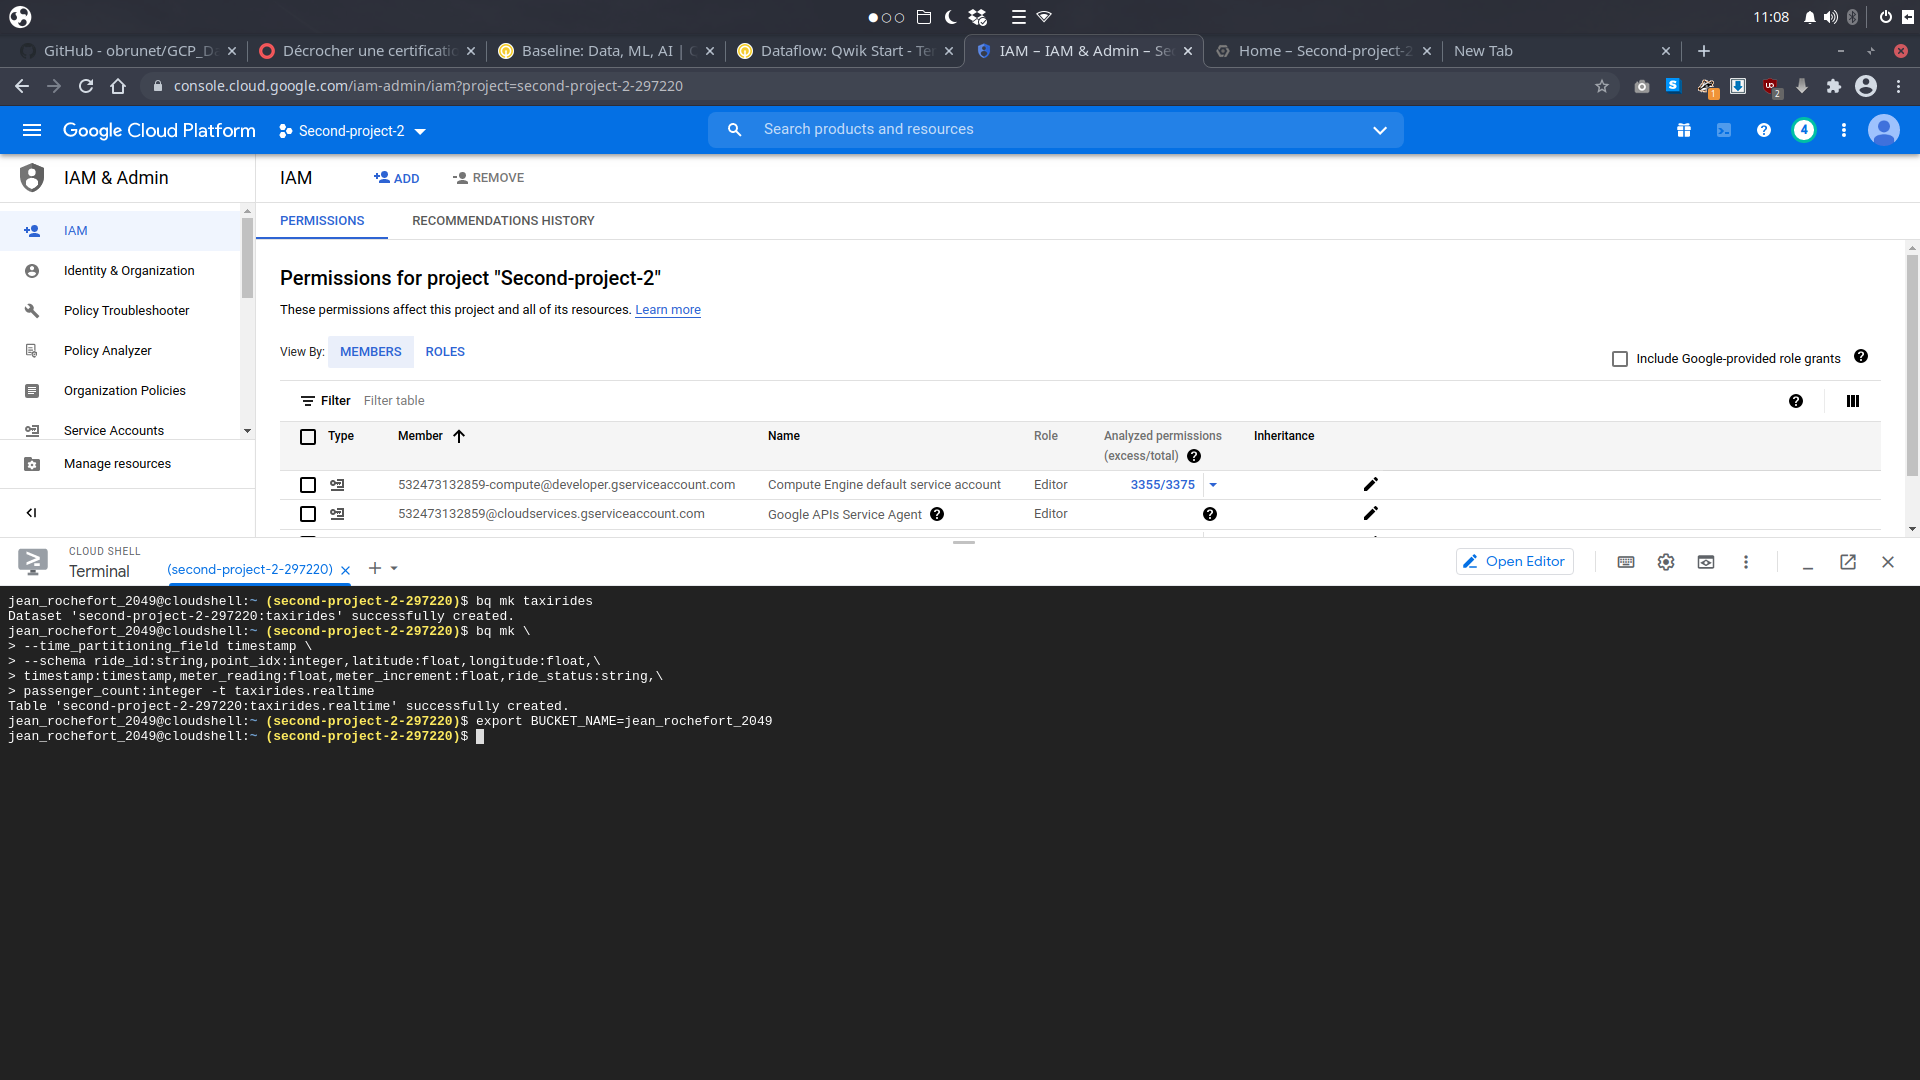 11:08
GitHub - obrunet/GCP_Da
Décrocher une certificatio
Baseline: Data, ML, AI | Q
Dataflow: Qwik Start - Tem
IAM – IAM & Admin – Sec
Home – Second-project-2
New Tab
console.cloud.google.com/iam-admin/iam?project=second-project-2-297220
S
1
2
Google Cloud Platform
Second-project-2
Search products and resources
4
IAM & Admin
IAM
ADD
REMOVE
PERMISSIONS
RECOMMENDATIONS HISTORY
IAM
Identity & Organization
Policy Troubleshooter
Policy Analyzer
Organization Policies
Service Accounts
Manage resources
Permissions for project "Second-project-2"
These permissions affect this project and all of its resources. Learn more
View By: MEMBERS ROLES
Include Google-provided role grants
Filter Filter table
Type Member Name Role Analyzed permissions (excess/total) Inheritance
532473132859-compute@developer.gserviceaccount.com Compute Engine default service account Editor 3355/3375
532473132859@cloudservices.gserviceaccount.com Google APIs Service Agent Editor
CLOUD SHELL
Terminal
(second-project-2-297220)
Open Editor
jean_rochefort_2049@cloudshell:~ (second-project-2-297220)$ bq mk taxirides
Dataset 'second-project-2-297220:taxirides' successfully created.
jean_rochefort_2049@cloudshell:~ (second-project-2-297220)$ bq mk \
> --time_partitioning_field timestamp \
> --schema ride_id:string,point_idx:integer,latitude:float,longitude:float,\
> timestamp:timestamp,meter_reading:float,meter_increment:float,ride_status:string,\
> passenger_count:integer -t taxirides.realtime
Table 'second-project-2-297220:taxirides.realtime' successfully created.
jean_rochefort_2049@cloudshell:~ (second-project-2-297220)$ export BUCKET_NAME=jean_rochefort_2049
jean_rochefort_2049@cloudshell:~ (second-project-2-297220)$